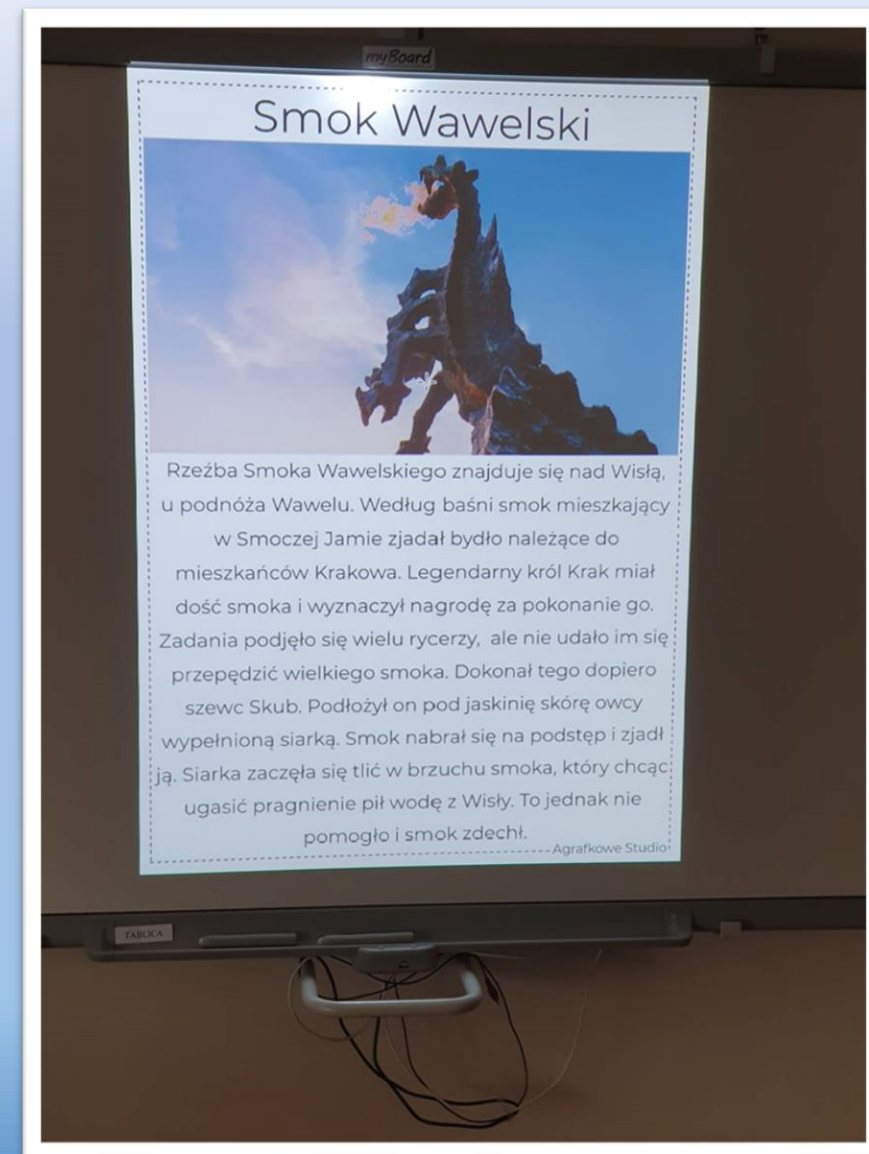 myBoard
Smok Wawelski
Rzeźba Smoka Wawelskiego znajduje się nad Wisłą,
u podnóża Wawelu. Według baśni smok mieszkający
w Smoczej Jamie zjadał bydło należące do
mieszkańców Krakowa. Legendarny król Krak miał
dość smoka i wyznaczył nagrodę za pokonanie go.
Zadania podjęło się wielu rycerzy, ale nie udało im się
przepędzić wielkiego smoka. Dokonał tego dopiero
szewc Skub. Podłożył on pod jaskinię skórę owcy
wypełnioną siarką. Smok nabrał się na podstęp i zjadł
ją. Siarka zaczęła się tlić w brzuchu smoka, który chcąc
ugasić pragnienie pił wodę z Wisły. To jednak nie
pomogło i smok zdechł.
Agrafkowe Studio
TABLICA